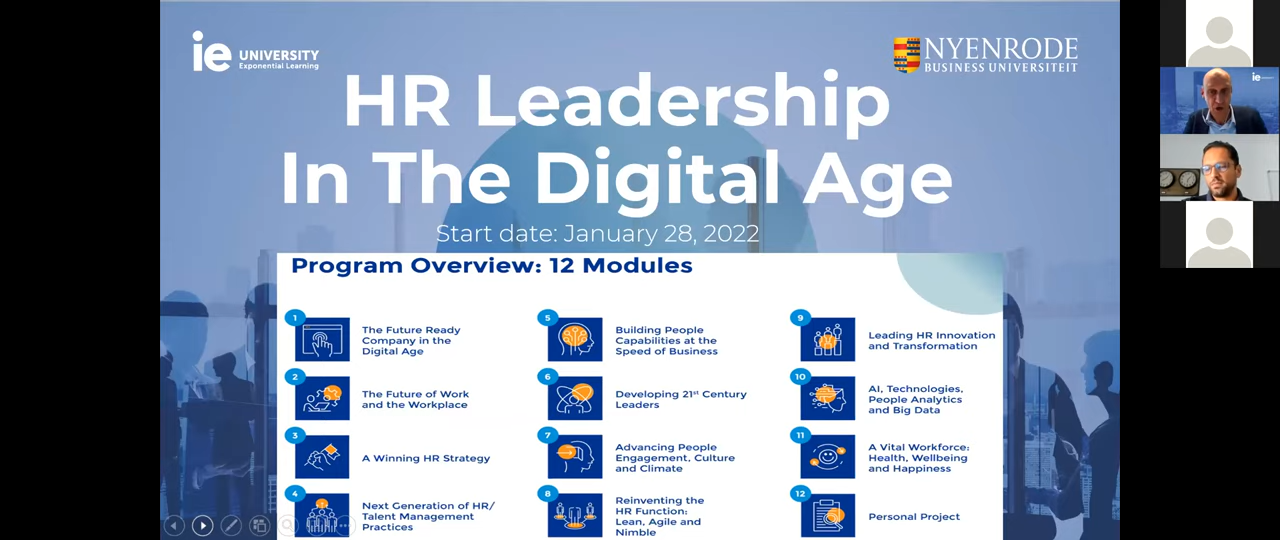 ie UNIVERSITY
Exponential Learning
NYENRODE
BUSINESS UNIVERSITEIT
HR Leadership
In The Digital Age
Start date: January 28, 2022
Program Overview: 12 Modules
1
The Future Ready
Company in the
Digital Age
2
The Future of Work
and the Workplace
3
A Winning HR Strategy
4
Next Generation of HR/
Talent Management
Practices
5
Building People
Capabilities at the
Speed of Business
6
Developing 21st Century
Leaders
7
Advancing People
Engagement, Culture
and Climate
8
Reinventing the
HR Function:
Lean, Agile and
Nimble
9
Leading HR Innovation
and Transformation
10
AI, Technologies,
People Analytics
and Big Data
11
A Vital Workforce:
Health, Wellbeing
and Happiness
12
Personal Project
ie